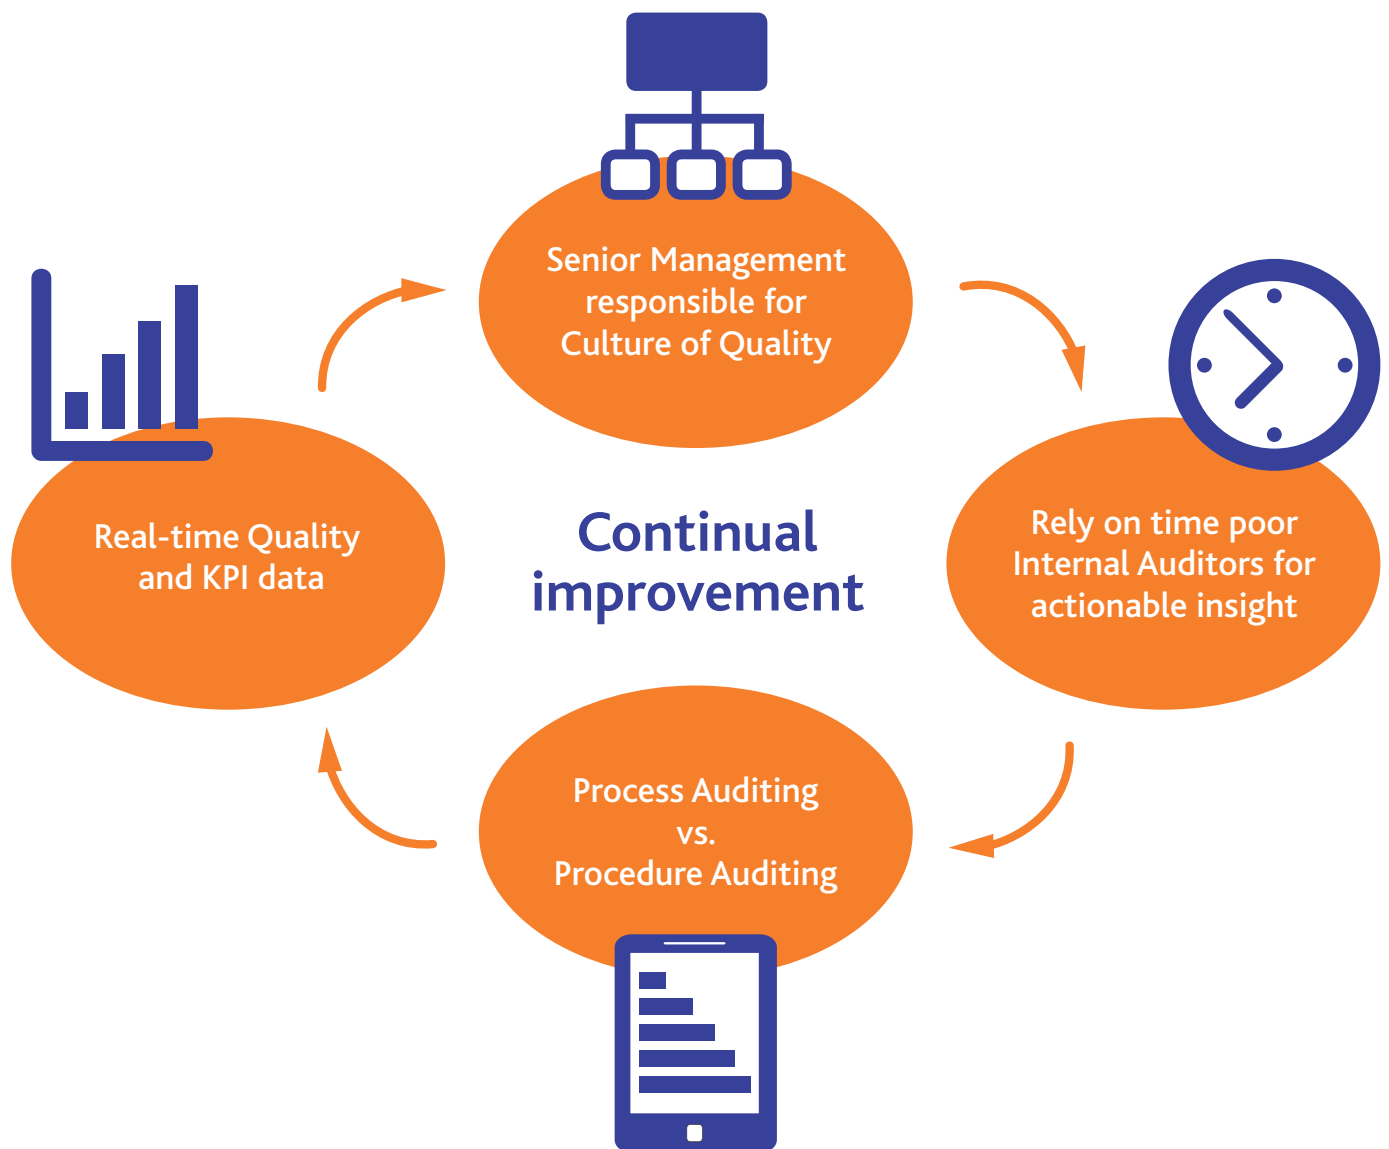 Senior Management
responsible for
Culture of Quality
Rely on time poor
Internal Auditors for
actionable insight
Process Auditing
vs.
Procedure Auditing
Real-time Quality
and KPI data
Continual
improvement